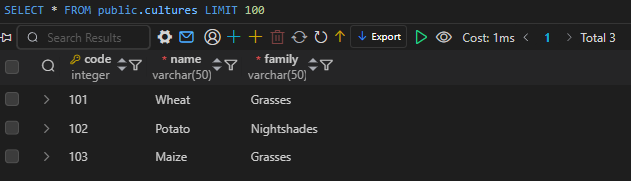 SELECT * FROM public.cultures LIMIT 100
Search Results Export Cost: 1ms < 1 > Total 3
* code * name * family
integer varchar(50) varchar(50)
101 Wheat Grasses
102 Potato Nightshades
103 Maize Grasses